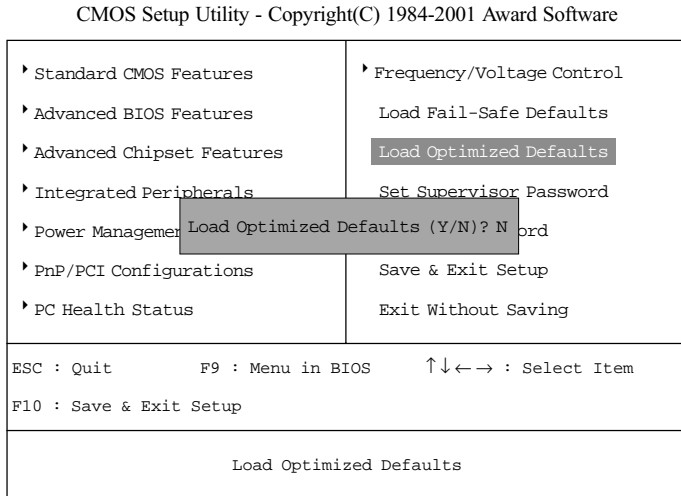 CMOS Setup Utility - Copyright(C) 1984-2001 Award Software
Standard CMOS Features
Advanced BIOS Features
Advanced Chipset Features
Integrated Peripherals
Power Managemen
PnP/PCI Configurations
PC Health Status
Frequency/Voltage Control
Load Fail-Safe Defaults
Load Optimized Defaults
Set Supervisor Password
ord
Save & Exit Setup
Exit Without Saving
Load Optimized Defaults (Y/N)? N
ESC : Quit F9 : Menu in BIOS ↑↓←→ : Select Item
F10 : Save & Exit Setup
Load Optimized Defaults